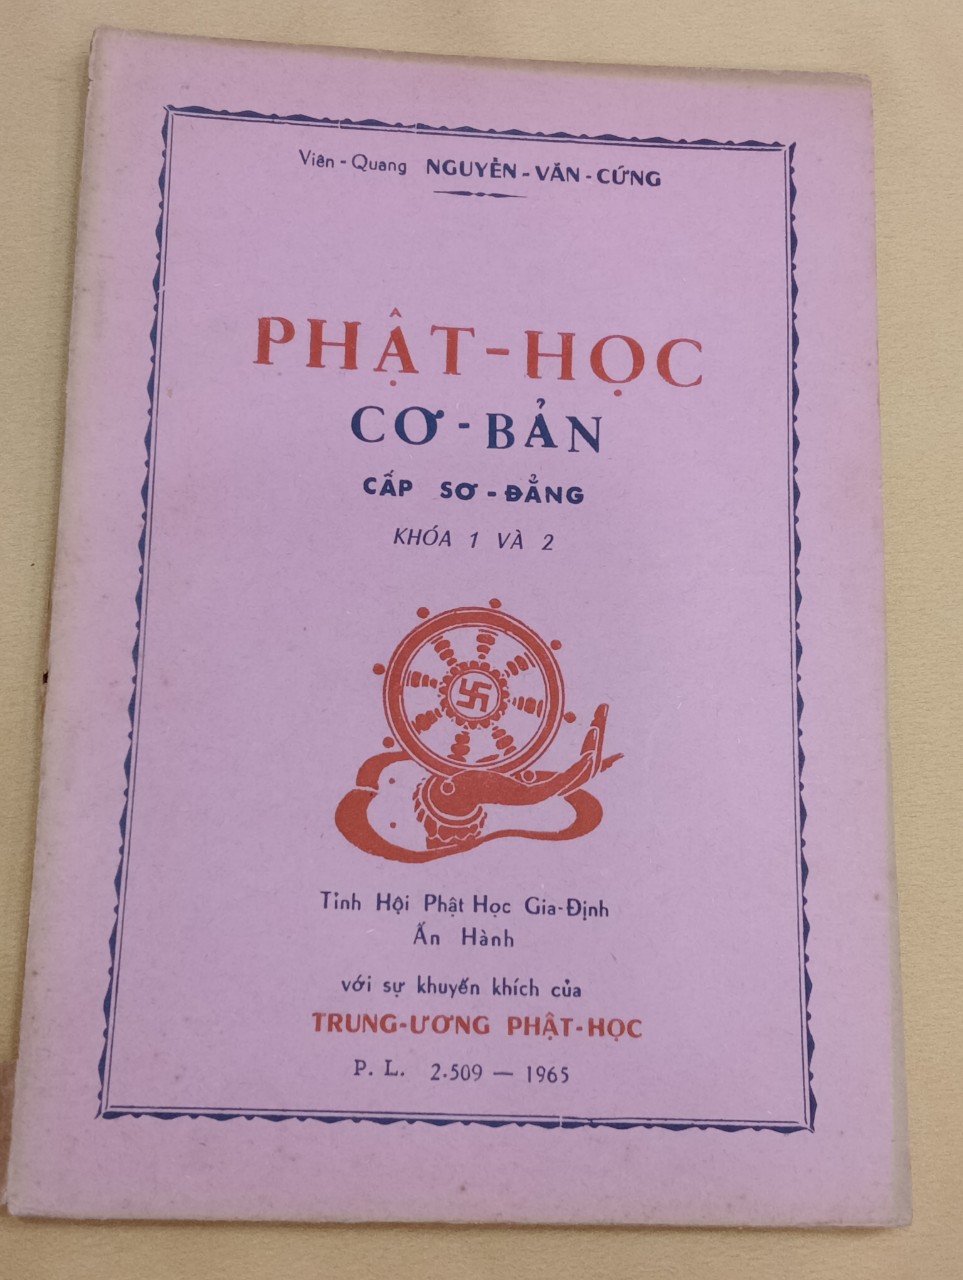 Viên - Quang NGUYỄN - VĂN - CỨNG
PHẬT - HỌC
CƠ - BẢN
CẤP SƠ - ĐẲNG
KHÓA 1 VÀ 2
Tỉnh Hội Phật Học Gia-Định
Ấn Hành
với sự khuyến khích của
TRUNG-ƯƠNG PHẬT-HỌC
P. L. 2.509 — 1965